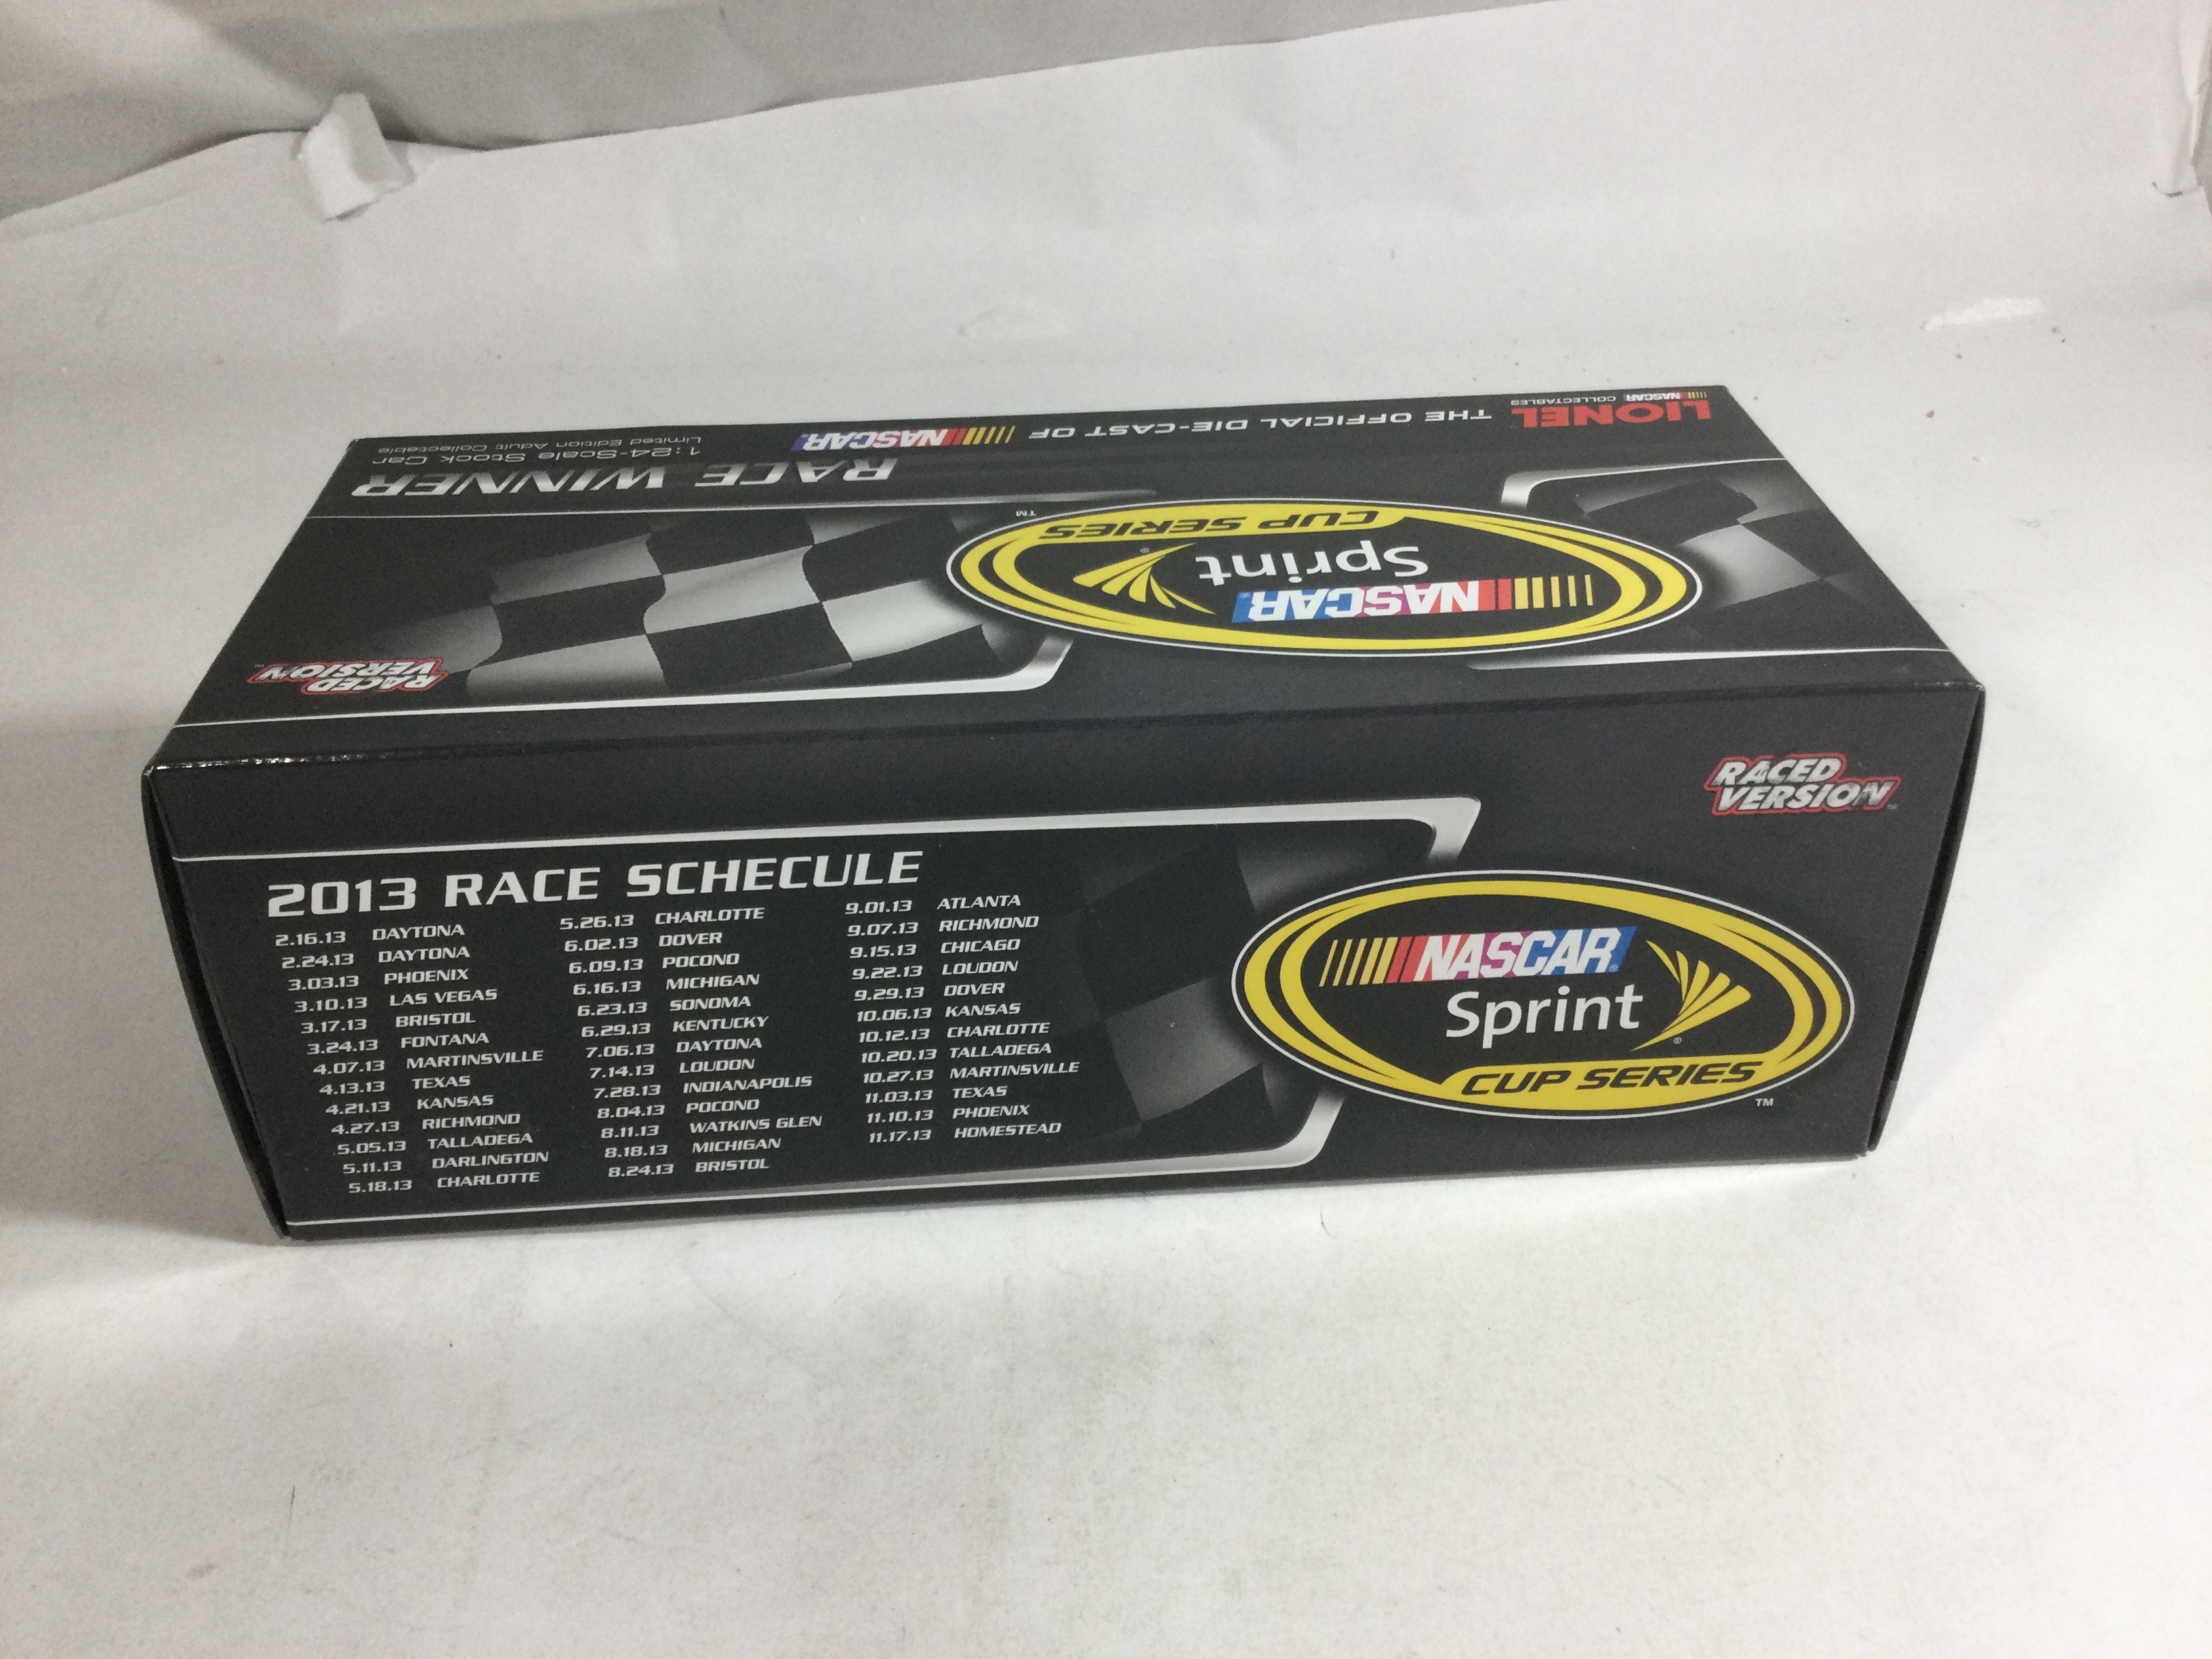 LIONEL
NASCAR COLLECTABLES
THE OFFICIAL DIE-CAST OF NASCAR
RACE WINNER
1:24-Scale Stock Car
Limited Edition Adult Collectable
NASCAR
Sprint
CUP SERIES
TM
RACED
VERSION
RACED
VERSION
2013 RACE SCHECULE
2.16.13 DAYTONA
2.24.13 DAYTONA
3.03.13 PHOENIX
3.10.13 LAS VEGAS
3.17.13 BRISTOL
3.24.13 FONTANA
4.07.13 MARTINSVILLE
4.13.13 TEXAS
4.21.13 KANSAS
4.27.13 RICHMOND
5.05.13 TALLADEGA
5.11.13 DARLINGTON
5.18.13 CHARLOTTE
5.26.13 CHARLOTTE
6.02.13 DOVER
6.09.13 POCONO
6.16.13 MICHIGAN
6.23.13 SONOMA
6.29.13 KENTUCKY
7.06.13 DAYTONA
7.14.13 LOUDON
7.28.13 INDIANAPOLIS
8.04.13 POCONO
8.11.13 WATKINS GLEN
8.18.13 MICHIGAN
8.24.13 BRISTOL
9.01.13 ATLANTA
9.07.13 RICHMOND
9.15.13 CHICAGO
9.22.13 LOUDON
9.29.13 DOVER
10.06.13 KANSAS
10.12.13 CHARLOTTE
10.20.13 TALLADEGA
10.27.13 MARTINSVILLE
11.03.13 TEXAS
11.10.13 PHOENIX
11.17.13 HOMESTEAD
NASCAR
Sprint
CUP SERIES
TM